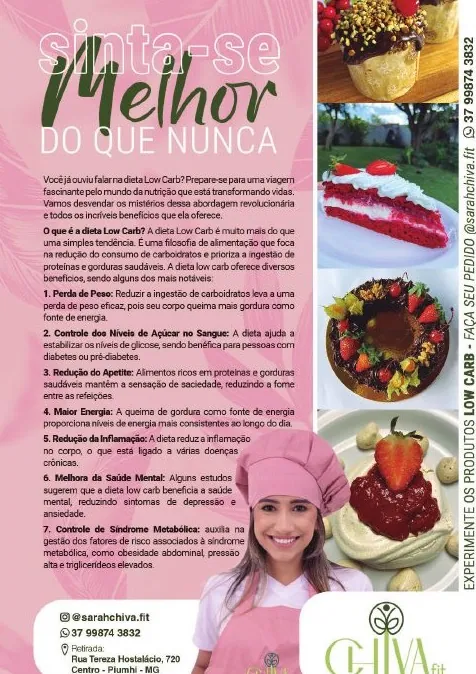 sinta-se
Melhor
DO QUE NUNCA
Você já ouviu falar na dieta Low Carb? Prepare-se para uma viagem
fascinante pelo mundo da nutrição que está transformando vidas.
Vamos desvendar os mistérios dessa abordagem revolucionária
e todos os incríveis benefícios que ela oferece.
O que é a dieta Low Carb? A dieta Low Carb é muito mais do que
uma simples tendência. É uma filosofia de alimentação que foca
na redução do consumo de carboidratos e prioriza a ingestão de
proteínas e gorduras saudáveis. A dieta low carb oferece diversos
benefícios, sendo alguns dos mais notáveis:
1. Perda de Peso: Reduzir a ingestão de carboidratos leva a uma
perda de peso eficaz, pois seu corpo queima mais gordura como
fonte de energia.
2. Controle dos Níveis de Açúcar no Sangue: A dieta ajuda a
estabilizar os níveis de glicose, sendo benéfica para pessoas com
diabetes ou pré-diabetes.
3. Redução do Apetite: Alimentos ricos em proteínas e gorduras
saudáveis mantêm a sensação de saciedade, reduzindo a fome
entre as refeições.
4. Maior Energia: A queima de gordura como fonte de energia
proporciona níveis de energia mais consistentes ao longo do dia.
5. Redução da Inflamação: A dieta reduz a inflamação
no corpo, o que está ligado a várias doenças
crônicas.
6. Melhora da Saúde Mental: Alguns estudos
sugerem que a dieta low carb beneficia a saúde
mental, reduzindo sintomas de depressão e
ansiedade.
7. Controle de Síndrome Metabólica: auxilia na
gestão dos fatores de risco associados à síndrome
metabólica, como obesidade abdominal, pressão
alta e triglicerídeos elevados.
@sarahchiva.fit
37 99874 3832
Retirada:
Rua Tereza Hostalácio, 720
Centro - Piumhi - MG
EXPERIMENTE OS PRODUTOS LOW CARB - FAÇA SEU PEDIDO @sarahchiva.fit 37 99874 3832
CHIVA
fit
CHIVA